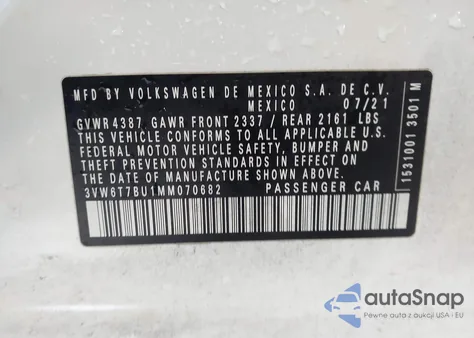 MFD BY VOLKSWAGEN DE MEXICO S.A. DE C.V.
MEXICO 07/21
GVWR 4387, GAWR FRONT 2337 / REAR 2161 LBS
THIS VEHICLE CONFORMS TO ALL APPLICABLE U.S.
FEDERAL MOTOR VEHICLE SAFETY, BUMPER, AND
THEFT PREVENTION STANDARDS IN EFFECT ON THE
DATE OF MANUFACTURE SHOWN ABOVE.
3VW6T7BU1MM070682 PASSENGER CAR
1531001 3501 M
autoSnap
Pewne auta z aukcji USA i EU